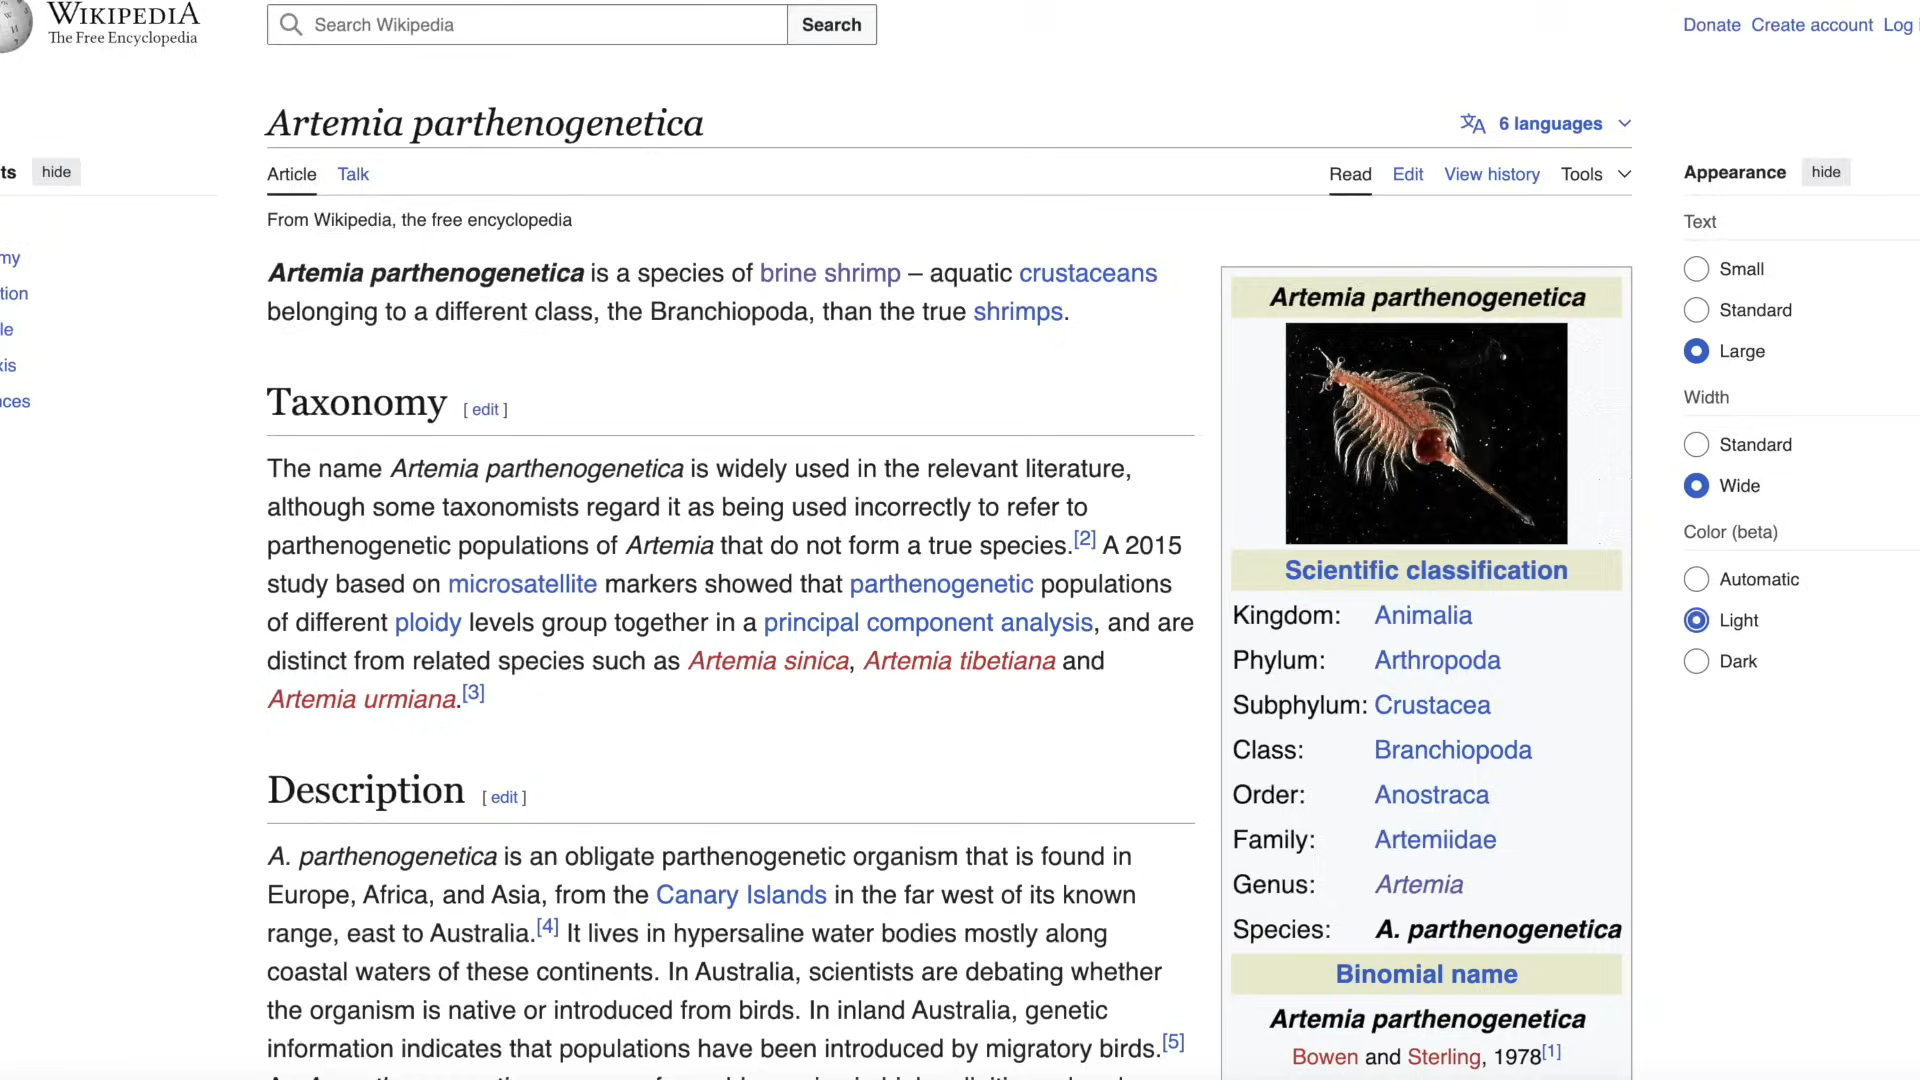 WIKIPEDIA
The Free Encyclopedia
Search Wikipedia
Search
Donate Create account Log
Artemia parthenogenetica
6 languages
Article Talk
Read Edit View history Tools
From Wikipedia, the free encyclopedia
ts hide
my
tion
le
xis
nces
Artemia parthenogenetica is a species of brine shrimp – aquatic crustaceans
belonging to a different class, the Branchiopoda, than the true shrimps.
Taxonomy [ edit ]
The name Artemia parthenogenetica is widely used in the relevant literature,
although some taxonomists regard it as being used incorrectly to refer to
parthenogenetic populations of Artemia that do not form a true species.[2] A 2015
study based on microsatellite markers showed that parthenogenetic populations
of different ploidy levels group together in a principal component analysis, and are
distinct from related species such as Artemia sinica, Artemia tibetiana and
Artemia urmiana.[3]
Description [ edit ]
A. parthenogenetica is an obligate parthenogenetic organism that is found in
Europe, Africa, and Asia, from the Canary Islands in the far west of its known
range, east to Australia.[4] It lives in hypersaline water bodies mostly along
coastal waters of these continents. In Australia, scientists are debating whether
the organism is native or introduced from birds. In inland Australia, genetic
information indicates that populations have been introduced by migratory birds.[5]
Artemia parthenogenetica
Scientific classification
Kingdom: Animalia
Phylum: Arthropoda
Subphylum: Crustacea
Class: Branchiopoda
Order: Anostraca
Family: Artemiidae
Genus: Artemia
Species: A. parthenogenetica
Binomial name
Artemia parthenogenetica
Bowen and Sterling, 1978[1]
Appearance hide
Text
Small
Standard
Large
Width
Standard
Wide
Color (beta)
Automatic
Light
Dark